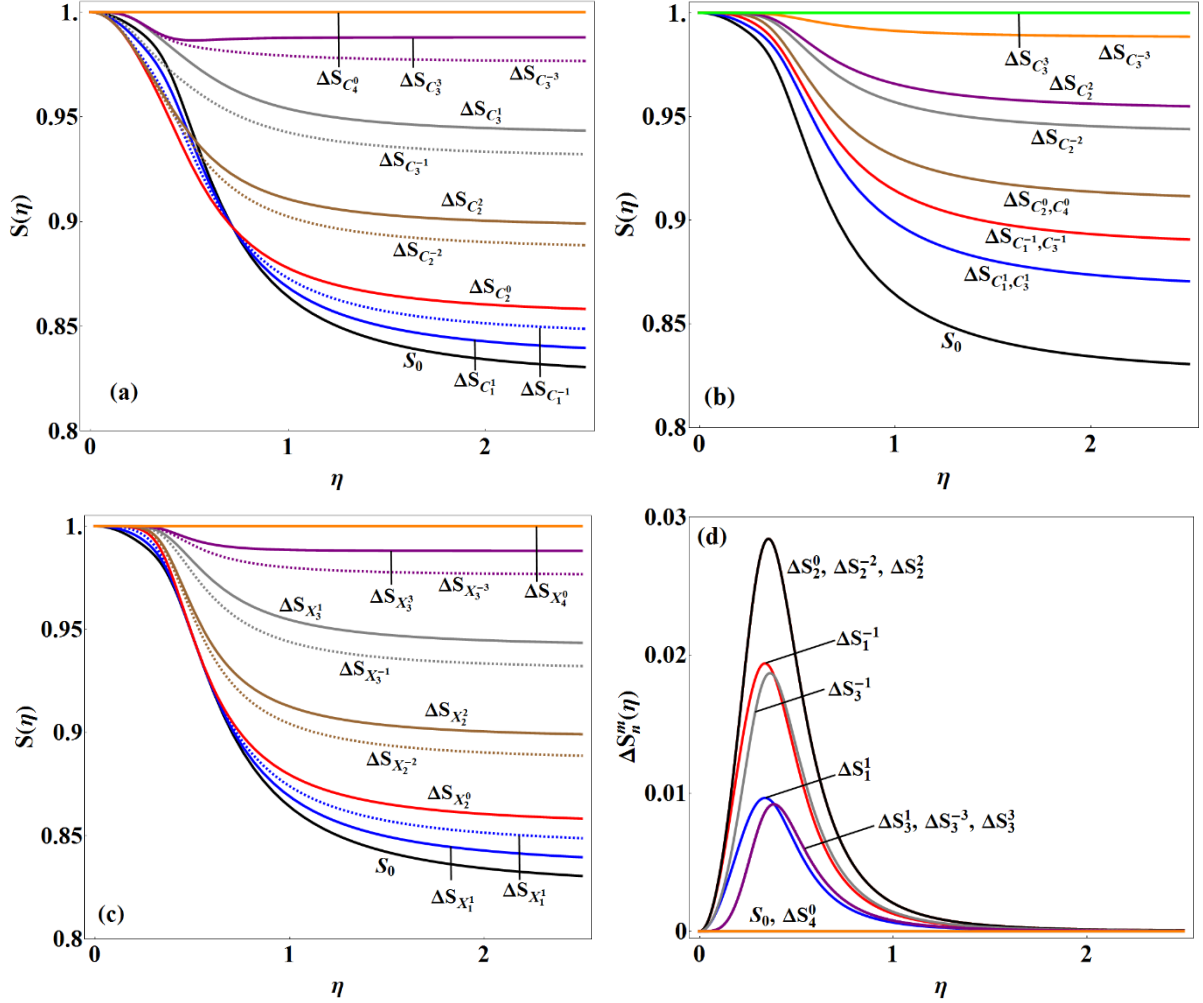 1.
0.95
0.9
0.85
0.8
S(η)
ΔS_{C_4^0}
ΔS_{C_3^3}
ΔS_{C_3^{-3}}
ΔS_{C_3^1}
ΔS_{C_3^{-1}}
ΔS_{C_2^2}
ΔS_{C_2^{-2}}
ΔS_{C_2^0}
S_0
ΔS_{C_1^1}
ΔS_{C_1^{-1}}
(a)
0 1 2
η
1.
0.95
0.9
0.85
0.8
S(η)
ΔS_{C_3^3}
ΔS_{C_3^{-3}}
ΔS_{C_2^2}
ΔS_{C_2^{-2}}
ΔS_{C_2^0,C_4^0}
ΔS_{C_1^{-1},C_3^{-1}}
ΔS_{C_1^1,C_3^1}
S_0
(b)
0 1 2
η
1.
0.95
0.9
0.85
0.8
S(η)
ΔS_{X_3^3}
ΔS_{X_3^{-3}}
ΔS_{X_4^0}
ΔS_{X_3^1}
ΔS_{X_3^{-1}}
ΔS_{X_2^2}
ΔS_{X_2^{-2}}
ΔS_{X_2^0}
S_0
ΔS_{X_1^1}
ΔS_{X_1^1}
(c)
0 1 2
η
0.03
0.02
0.01
0
ΔS_n^m(η)
(d)
ΔS_2^0, ΔS_2^{-2}, ΔS_2^2
ΔS_1^{-1}
ΔS_3^{-1}
ΔS_1^1
ΔS_3^1, ΔS_3^{-3}, ΔS_3^3
S_0, ΔS_4^0
0 1 2
η